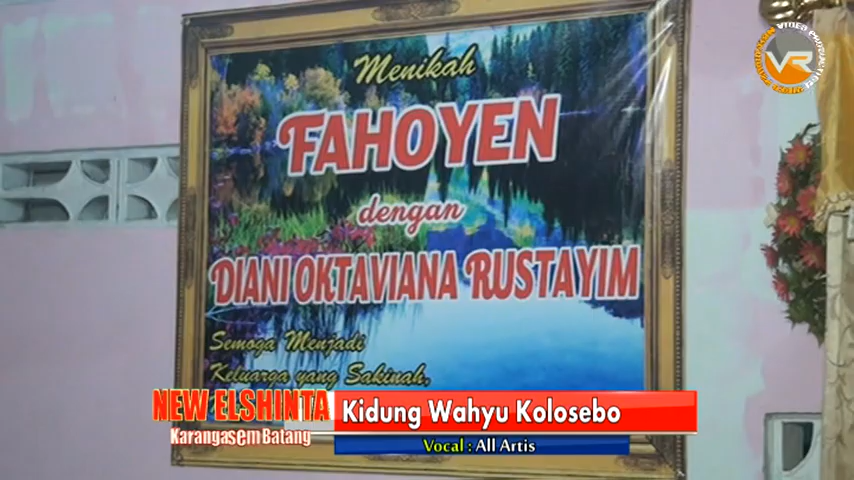 Menikah
FAHOYEN
dengan
DIANI OKTAVIANA RUSTAYIM
Semoga Menjadi
Keluarga yang Sakinah,
NEW ELSHINTA
Karangasem Batang
Kidung Wahyu Kolosebo
Vocal : All Artis
VR